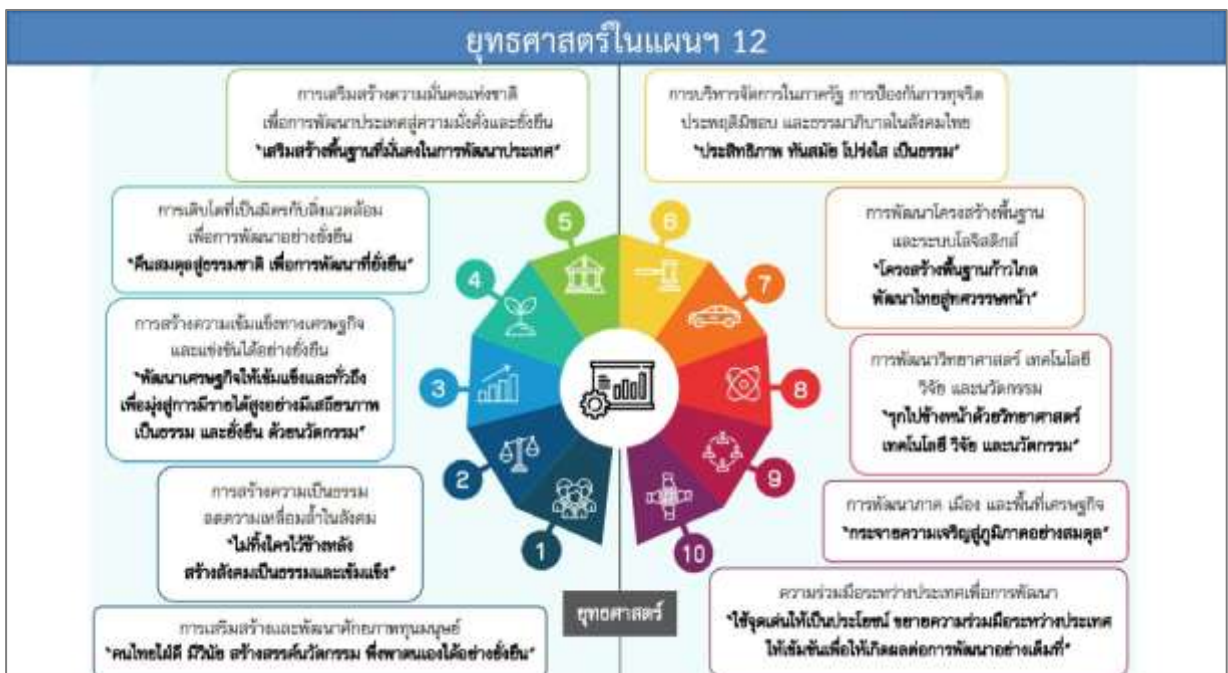 ยุทธศาสตร์ในแผนฯ 12
การเสริมสร้างความมั่นคงแห่งชาติ
เพื่อการพัฒนาประเทศสู่ความมั่งคั่งและยั่งยืน
"เสริมสร้างพื้นฐานที่มั่นคงในการพัฒนาประเทศ"
การเติบโตที่เป็นมิตรกับสิ่งแวดล้อม
เพื่อการพัฒนาอย่างยั่งยืน
"คืนสมดุลสู่ธรรมชาติ เพื่อการพัฒนาที่ยั่งยืน"
การสร้างความเข้มแข็งทางเศรษฐกิจ
และแข่งขันได้อย่างยั่งยืน
"พัฒนาเศรษฐกิจให้เข้มแข็งและทั่วถึง
เพื่อมุ่งสู่การมีรายได้สูงอย่างมีเสถียรภาพ
เป็นธรรม และยั่งยืน ด้วยนวัตกรรม"
การสร้างความเป็นธรรม
ลดความเหลื่อมล้ำในสังคม
"ไม่ทิ้งใครไว้ข้างหลัง
สร้างสังคมเป็นธรรมและเข้มแข็ง"
การเสริมสร้างและพัฒนาศักยภาพทุนมนุษย์
"คนไทยใฝ่ดี มีวินัย สร้างสรรค์นวัตกรรม พึ่งพาตนเองได้อย่างยั่งยืน"
5
4
3
2
1
6
7
8
9
10
ยุทธศาสตร์
การบริหารจัดการในภาครัฐ การป้องกันการทุจริต
ประพฤติมิชอบ และธรรมาภิบาลในสังคมไทย
"ประสิทธิภาพ ทันสมัย โปร่งใส เป็นธรรม"
การพัฒนาโครงสร้างพื้นฐาน
และระบบโลจิสติกส์
"โครงสร้างพื้นฐานก้าวไกล
พัฒนาไทยสู่ทศวรรษหน้า"
การพัฒนาวิทยาศาสตร์ เทคโนโลยี
วิจัย และนวัตกรรม
"รุกไปข้างหน้าด้วยวิทยาศาสตร์
เทคโนโลยี วิจัย และนวัตกรรม"
การพัฒนาภาค เมือง และพื้นที่เศรษฐกิจ
"กระจายความเจริญสู่ภูมิภาคอย่างสมดุล"
ความร่วมมือระหว่างประเทศเพื่อการพัฒนา
"ใช้จุดเด่นให้เป็นประโยชน์ ขยายความร่วมมือระหว่างประเทศ
ให้เข้มข้นเพื่อให้เกิดผลต่อการพัฒนาอย่างเต็มที่"